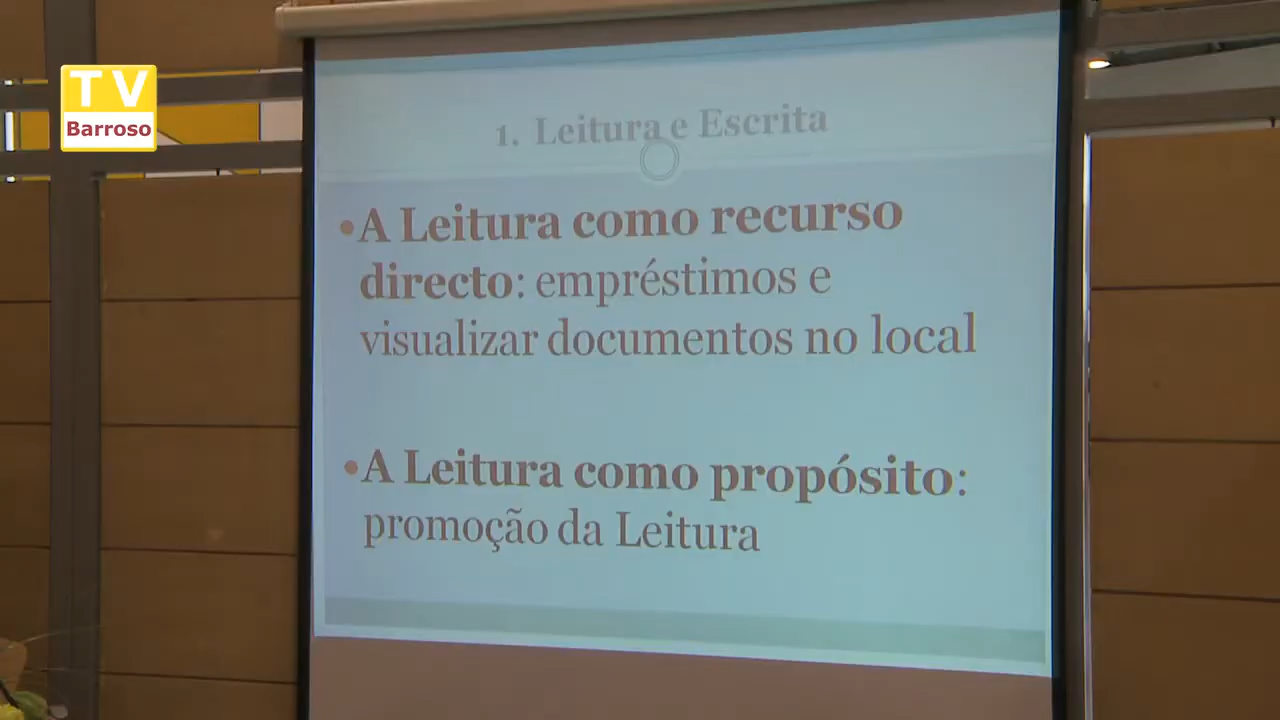 TV
Barroso
1. Leitura e Escrita
•A Leitura como recurso
directo: empréstimos e
visualizar documentos no local
•A Leitura como propósito:
promoção da Leitura